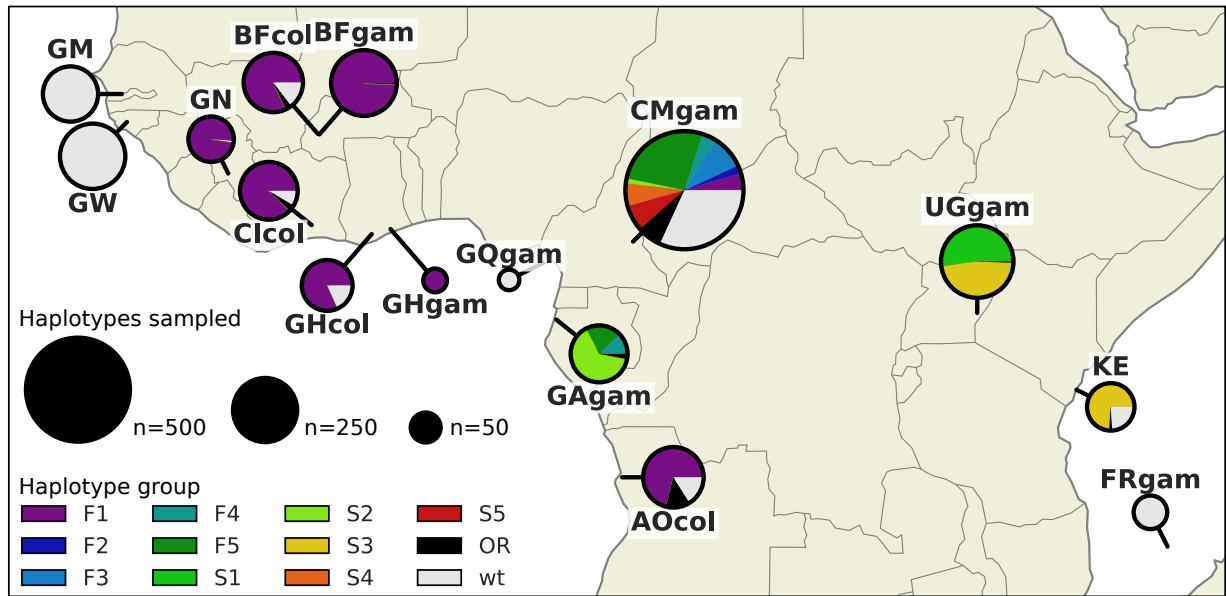 GM
BFcol
BFgam
GN
CMgam
GW
UGgam
CIcol
GQgam
GHcol
GHgam
Haplotypes sampled
KE
GAgam
n=500
n=250
n=50
FRgam
Haplotype group
AOcol
F1
F4
S2
S5
F2
F5
S3
OR
F3
S1
S4
wt